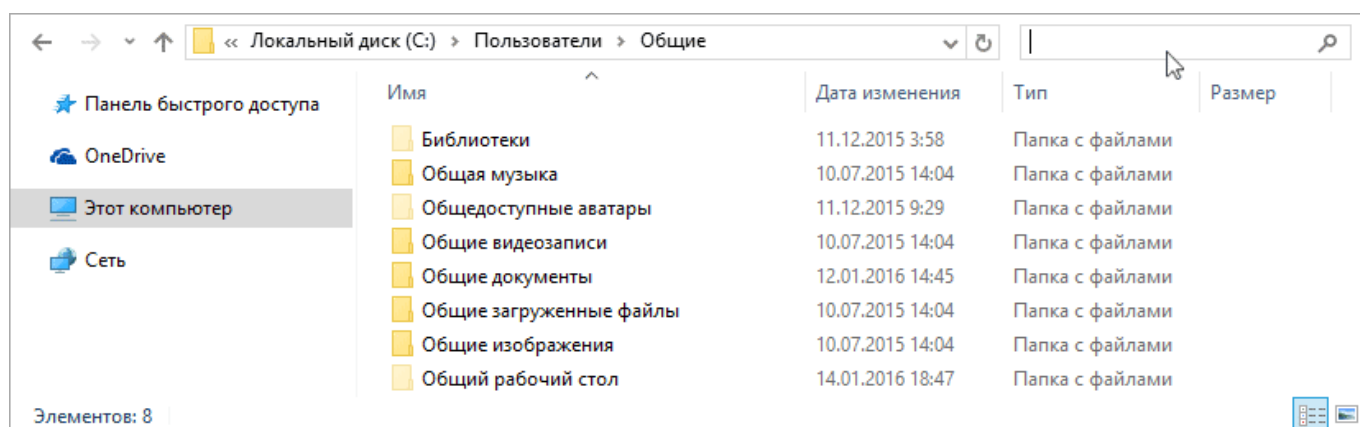 « Локальный диск (C:) › Пользователи › Общие
Имя Дата изменения Тип Размер
Панель быстрого доступа
OneDrive
Этот компьютер
Сеть
Библиотеки 11.12.2015 3:58 Папка с файлами
Общая музыка 10.07.2015 14:04 Папка с файлами
Общедоступные аватары 11.12.2015 9:29 Папка с файлами
Общие видеозаписи 10.07.2015 14:04 Папка с файлами
Общие документы 12.01.2016 14:45 Папка с файлами
Общие загруженные файлы 10.07.2015 14:04 Папка с файлами
Общие изображения 10.07.2015 14:04 Папка с файлами
Общий рабочий стол 14.01.2016 18:47 Папка с файлами
Элементов: 8